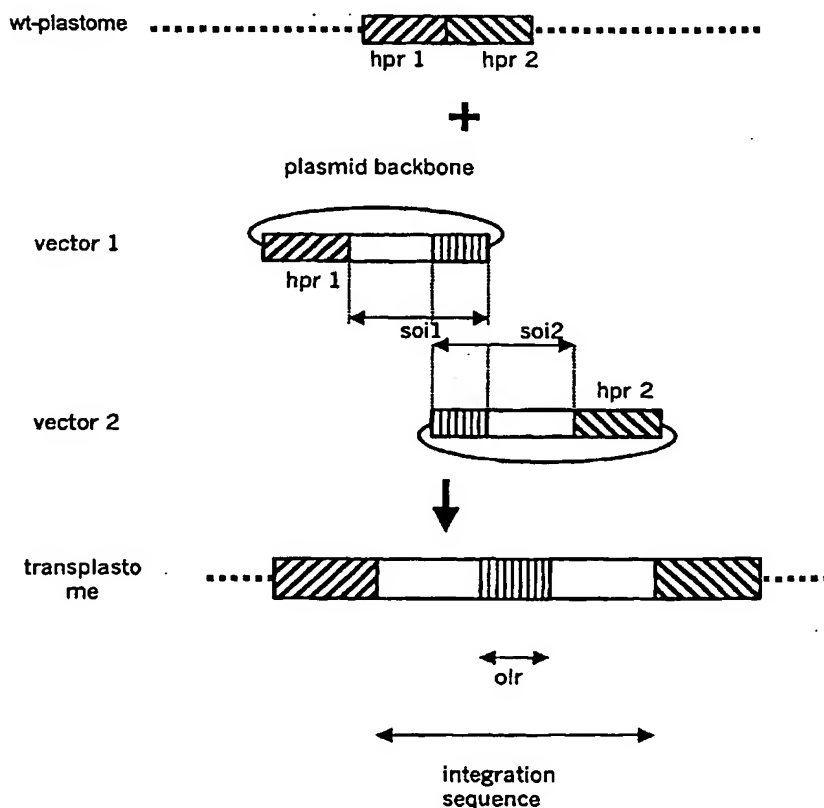 wt-plastome
hpr 1 hpr 2
+
plasmid backbone
vector 1
hpr 1
soi1
soi2
hpr 2
vector 2
transplasto
me
olr
integration
sequence